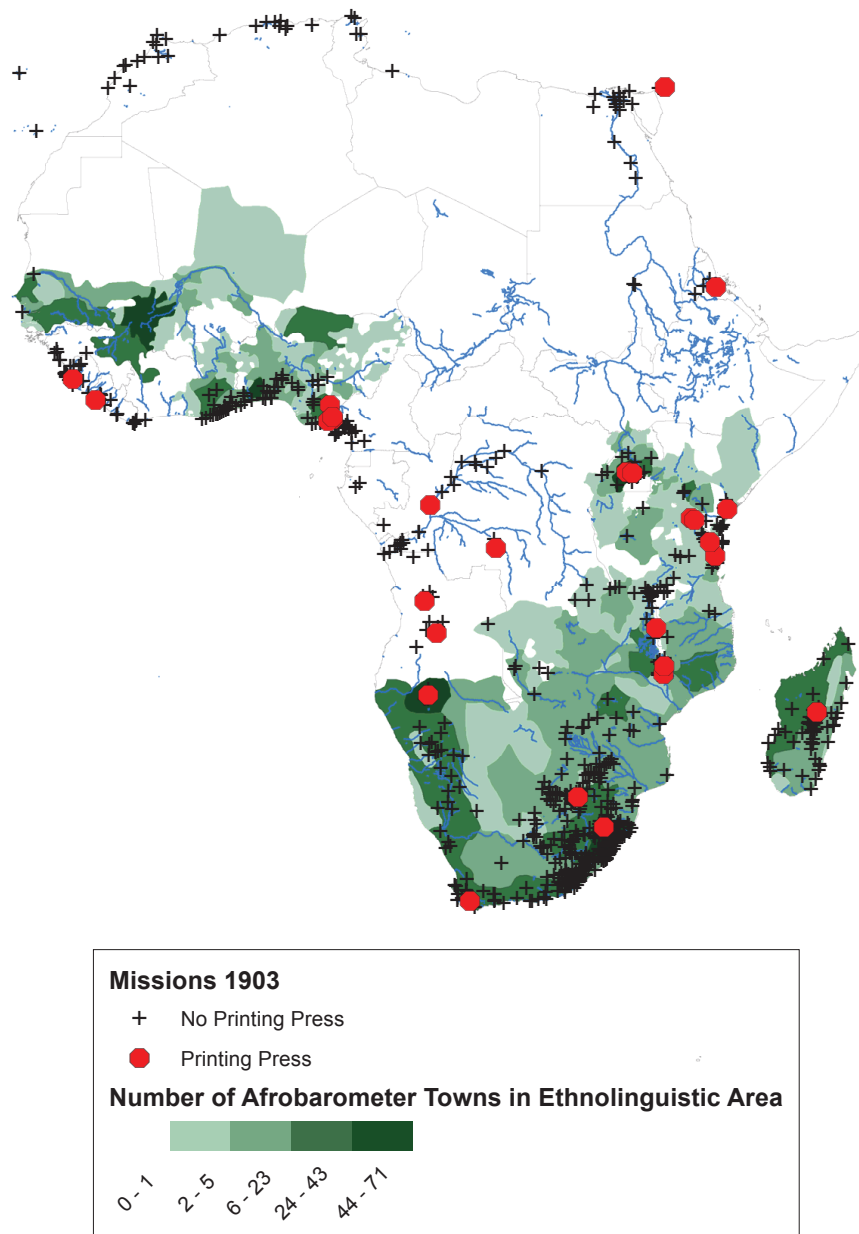 Missions 1903
No Printing Press
Printing Press
Number of Afrobarometer Towns in Ethnolinguistic Area
0 - 1
2 - 5
6 - 23
24 - 43
44 - 71